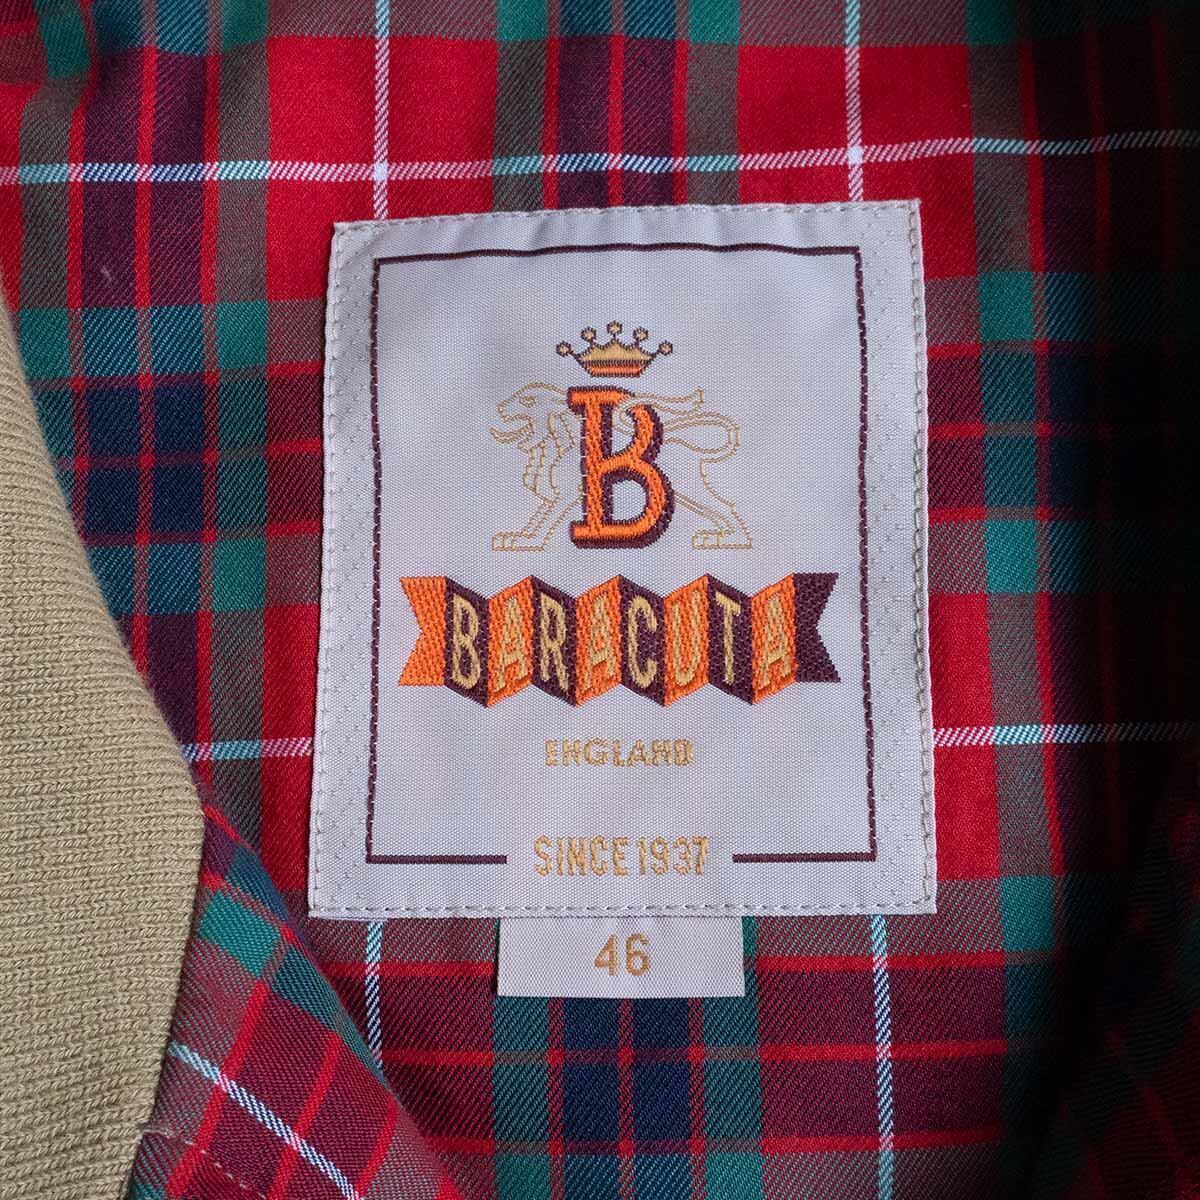 B
BARACUTA
ENGLAND
SINCE 1937
46